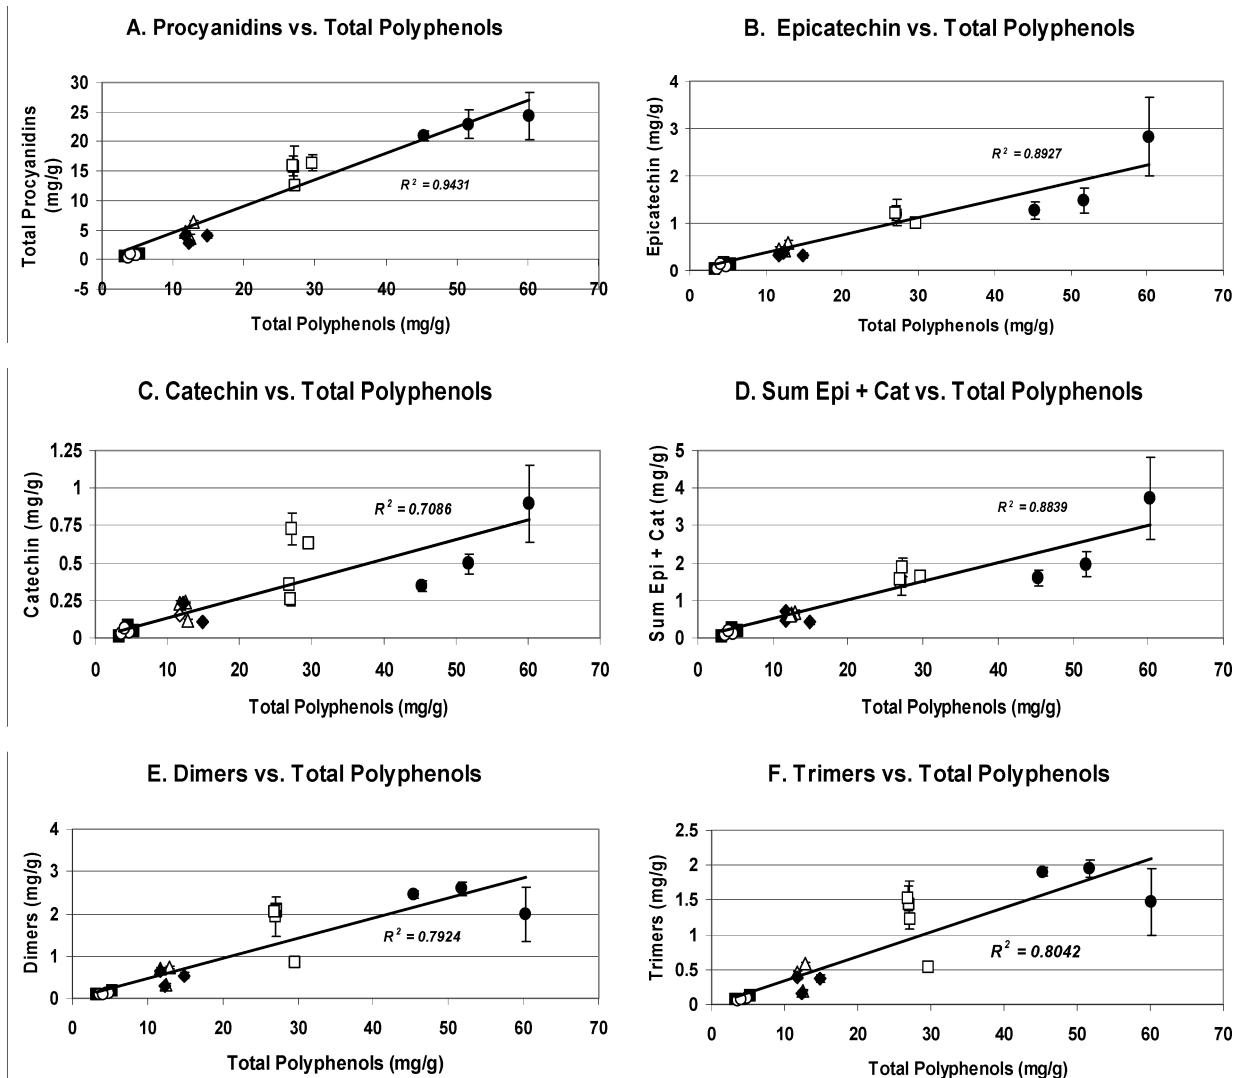 A. Procyanidins vs. Total Polyphenols
30
25
20
15
10
5
0
-5
0 10 20 30 40 50 60 70
Total Procyanidins
(mg/g)
R² = 0.9431
Total Polyphenols (mg/g)
B. Epicatechin vs. Total Polyphenols
4
3
2
1
0
0 10 20 30 40 50 60 70
Epicatechin (mg/g)
R² = 0.8927
Total Polyphenols (mg/g)
C. Catechin vs. Total Polyphenols
1.25
1
0.75
0.5
0.25
0
0 10 20 30 40 50 60 70
Catechin (mg/g)
R² = 0.7086
Total Polyphenols (mg/g)
D. Sum Epi + Cat vs. Total Polyphenols
5
4
3
2
1
0
0 10 20 30 40 50 60 70
Sum Epi + Cat (mg/g)
R² = 0.8839
Total Polyphenols (mg/g)
E. Dimers vs. Total Polyphenols
4
3
2
1
0
0 10 20 30 40 50 60 70
Dimers (mg/g)
R² = 0.7924
Total Polyphenols (mg/g)
F. Trimers vs. Total Polyphenols
2.5
2
1.5
1
0.5
0
0 10 20 30 40 50 60 70
Trimers (mg/g)
R² = 0.8042
Total Polyphenols (mg/g)